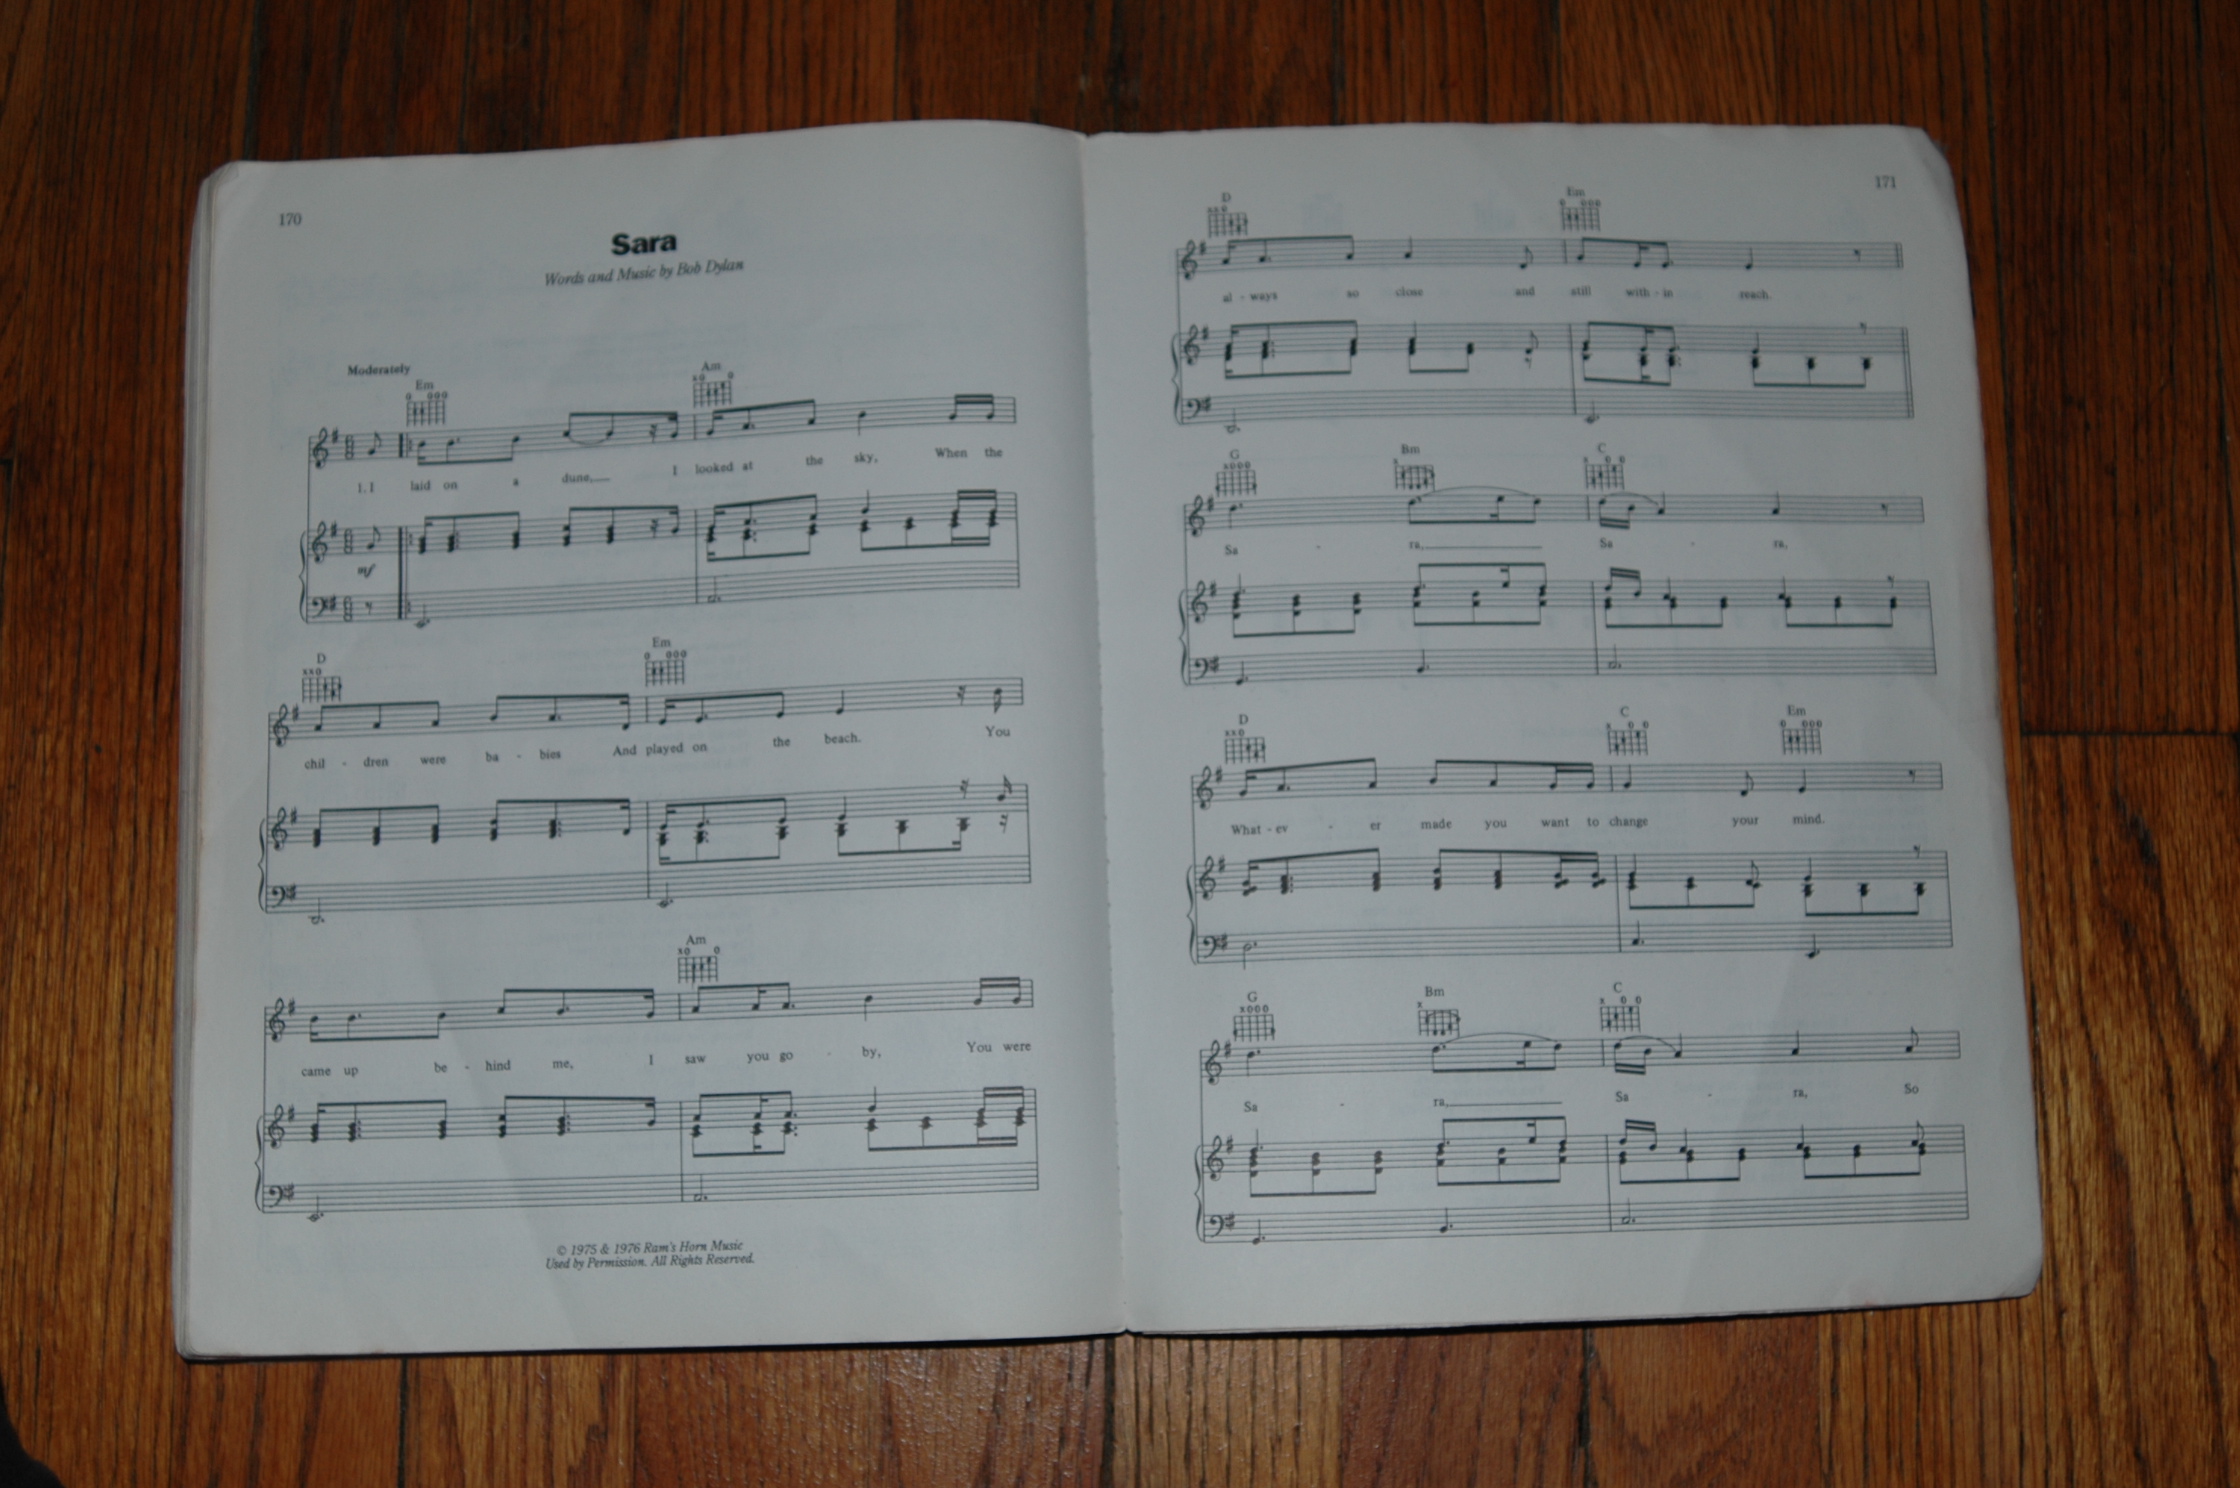 170
Sara
Words and Music by Bob Dylan
Moderately
Em Am
1. I laid on a dune, I looked at the sky, When the
mf
D Em
chil - dren were ba - bies And played on the beach. You
Am
came up be - hind me, I saw you go by, You were
© 1975 & 1976 Ram's Horn Music
Used by Permission. All Rights Reserved.
171
D Em
al - ways so close and still with - in reach.
G Bm C
Sa - ra, Sa - ra,
D C Em
What - ev - er made you want to change your mind.
G Bm C
Sa - ra, Sa - ra, So